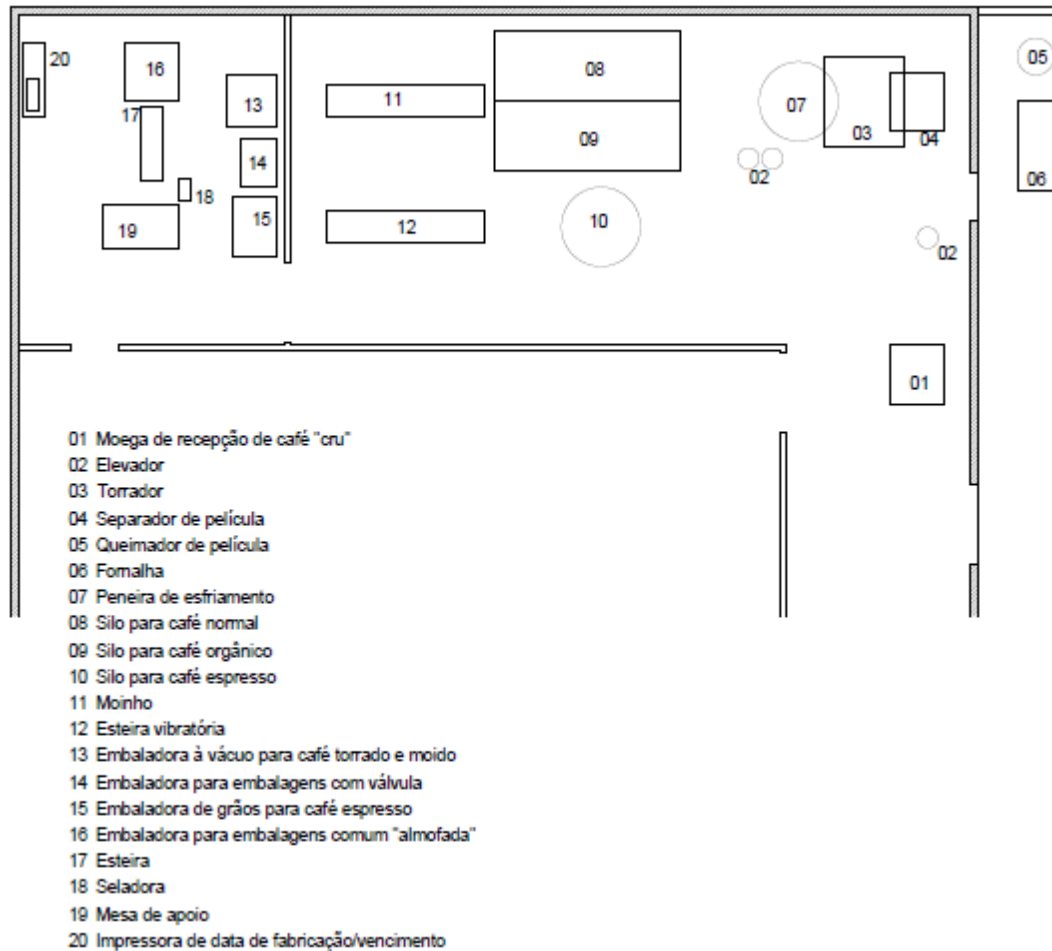 20
16
17
13
14
18
15
19
11
12
08
09
10
07
03
04
02
02
01
05
06
01 Moega de recepção de café "cru"
02 Elevador
03 Torrador
04 Separador de película
05 Queimador de película
06 Fornalha
07 Peneira de esfriamento
08 Silo para café normal
09 Silo para café orgânico
10 Silo para café espresso
11 Moinho
12 Esteira vibratória
13 Embaladora à vácuo para café torrado e moido
14 Embaladora para embalagens com válvula
15 Embaladora de grãos para café espresso
16 Embaladora para embalagens comum "almofada"
17 Esteira
18 Seladora
19 Mesa de apoio
20 Impressora de data de fabricação/vencimento